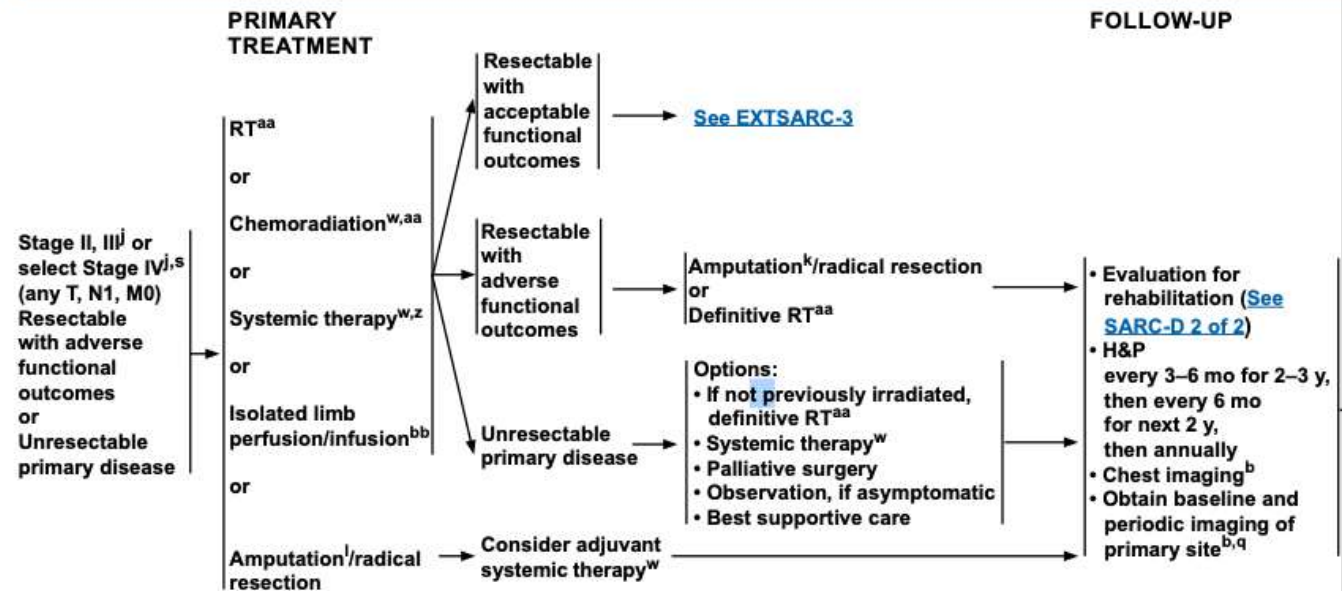 PRIMARY
TREATMENT
FOLLOW-UP
Stage II, IIIj or
select Stage IVj,s
(any T, N1, M0)
Resectable
with adverse
functional
outcomes
or
Unresectable
primary disease
RTaa
or
Chemoradiationw,aa
or
Systemic therapyw,z
or
Isolated limb
perfusion/infusionbb
or
Amputationl/radical
resection
Resectable
with
acceptable
functional
outcomes
See EXTSARC-3
Resectable
with
adverse
functional
outcomes
Amputationk/radical resection
or
Definitive RTaa
Unresectable
primary disease
Options:
• If not previously irradiated,
definitive RTaa
• Systemic therapyw
• Palliative surgery
• Observation, if asymptomatic
• Best supportive care
Consider adjuvant
systemic therapyw
• Evaluation for
rehabilitation (See
SARC-D 2 of 2)
• H&P
every 3–6 mo for 2–3 y,
then every 6 mo
for next 2 y,
then annually
• Chest imagingb
• Obtain baseline and
periodic imaging of
primary siteb,q